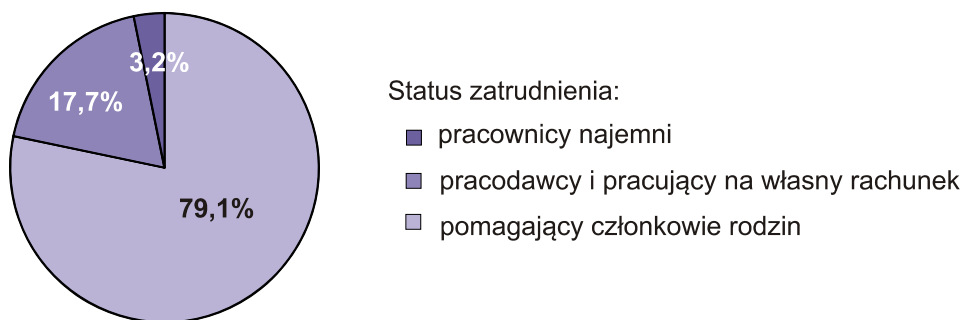 3,2%
17,7%
79,1%
Status zatrudnienia:
pracownicy najemni
pracodawcy i pracujący na własny rachunek
pomagający członkowie rodzin